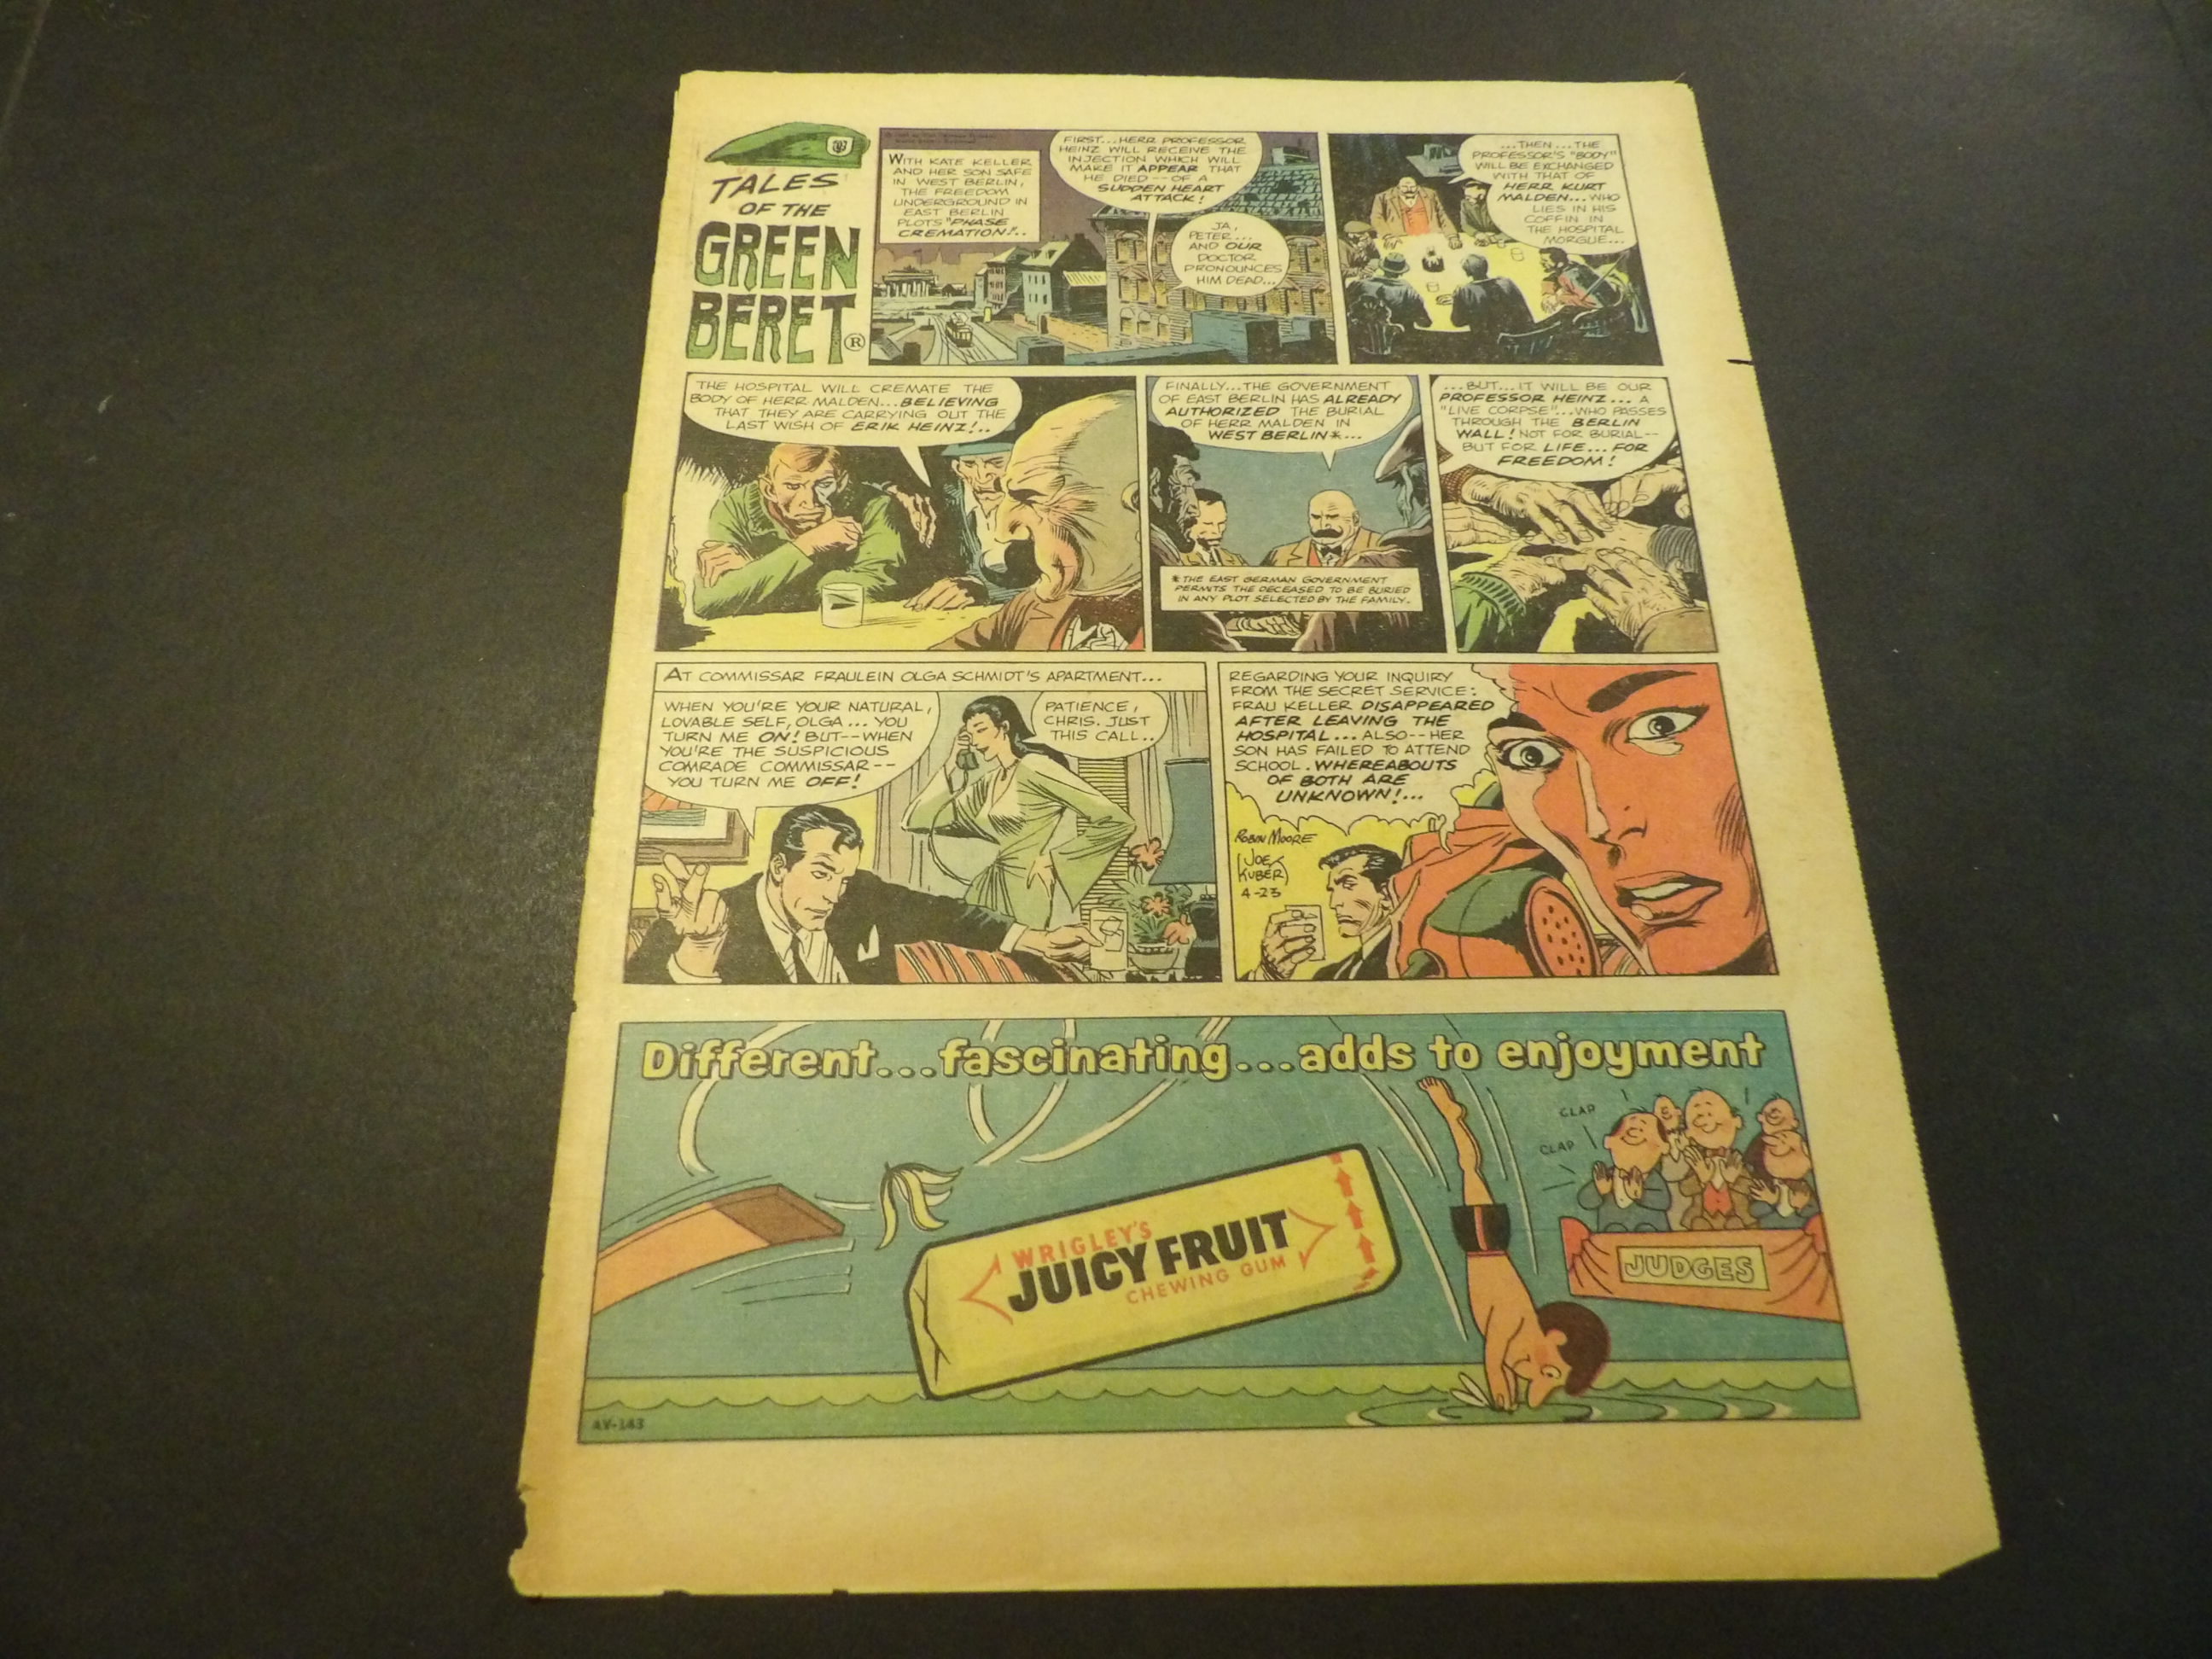 TALES
OF THE
GREEN
BERET®
WITH KATE KELLER
AND HER SON SAFE
IN WEST BERLIN,
THE FREEDOM
UNDERGROUND IN
EAST BERLIN
PLOTS "PHASE
CREMATION!"..
FIRST...HERR PROFESSOR
HEINZ WILL RECEIVE THE
INJECTION WHICH WILL
MAKE IT APPEAR THAT
HE DIED--OF A
SUDDEN HEART
ATTACK!
JA,
PETER...
AND OUR
DOCTOR
PRONOUNCES
HIM DEAD...
...THEN...THE
PROFESSOR'S "BODY"
WILL BE EXCHANGED
WITH THAT OF
HERR KURT
MALDEN...WHO
LIES IN HIS
COFFIN IN
THE HOSPITAL
MORGUE...
THE HOSPITAL WILL CREMATE THE
BODY OF HERR MALDEN...BELIEVING
THAT THEY ARE CARRYING OUT THE
LAST WISH OF ERIK HEINZ!..
FINALLY...THE GOVERNMENT
OF EAST BERLIN HAS ALREADY
AUTHORIZED THE BURIAL
OF HERR MALDEN IN
WEST BERLIN*...
*THE EAST GERMAN GOVERNMENT
PERMITS THE DECEASED TO BE BURIED
IN ANY PLOT SELECTED BY THE FAMILY.
...BUT...IT WILL BE OUR
PROFESSOR HEINZ... A
"LIVE CORPSE"...WHO PASSES
THROUGH THE BERLIN
WALL! NOT FOR BURIAL--
BUT FOR LIFE...FOR
FREEDOM!
AT COMMISSAR FRAULEIN OLGA SCHMIDT'S APARTMENT...
WHEN YOU'RE YOUR NATURAL,
LOVABLE SELF, OLGA... YOU
TURN ME ON! BUT--WHEN
YOU'RE THE SUSPICIOUS
COMRADE COMMISSAR--
YOU TURN ME OFF!
PATIENCE,
CHRIS. JUST
THIS CALL..
REGARDING YOUR INQUIRY
FROM THE SECRET SERVICE:
FRAU KELLER DISAPPEARED
AFTER LEAVING THE
HOSPITAL... ALSO--HER
SON HAS FAILED TO ATTEND
SCHOOL. WHEREABOUTS
OF BOTH ARE
UNKNOWN!...
ROBIN MOORE
JOE
KUBERT
4-23
Different...fascinating...adds to enjoyment
CLAP
CLAP
WRIGLEY'S
JUICY FRUIT
CHEWING GUM
JUDGES
AY-143